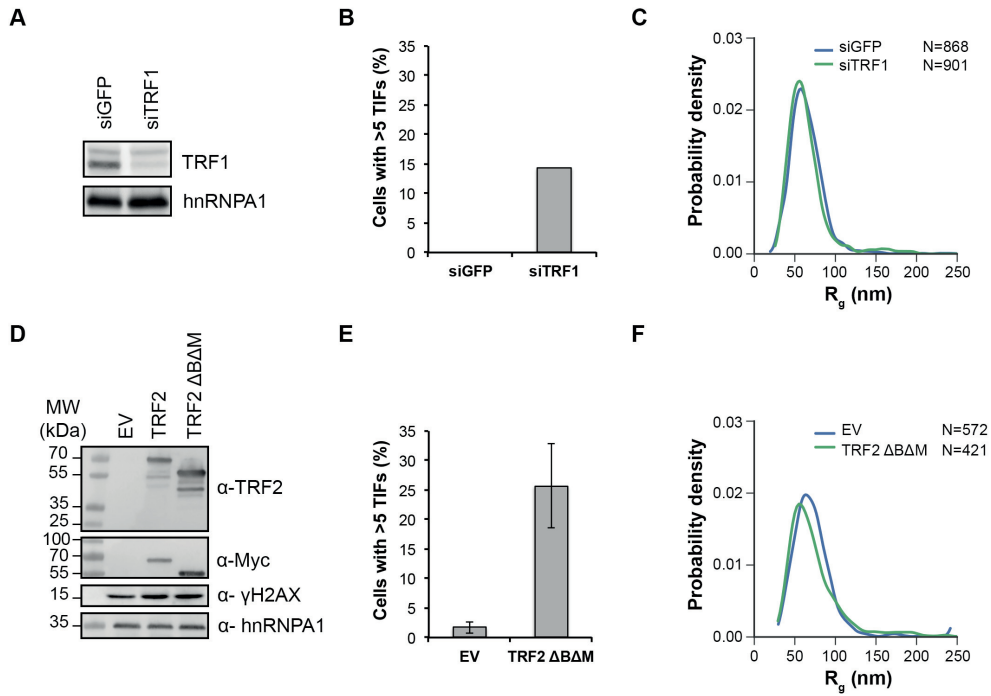 A
siGFP
siTRF1
TRF1
hnRNPA1
B
Cells with >5 TIFs (%)
35
30
25
20
15
10
5
0
siGFP siTRF1
C
Probability density
0.03
0.02
0.01
0.00
siGFP N=868
siTRF1 N=901
0 50 100 150 200 250
Rg (nm)
D
MW
(kDa)
EV
TRF2
TRF2 ΔBΔM
70
55
35
25
α-TRF2
100
70
55
α-Myc
15
α- γH2AX
35
α- hnRNPA1
E
Cells with >5 TIFs (%)
35
30
25
20
15
10
5
0
EV TRF2 ΔBΔM
F
Probability density
0.03
0.02
0.01
0.00
EV N=572
TRF2 ΔBΔM N=421
0 50 100 150 200 250
Rg (nm)